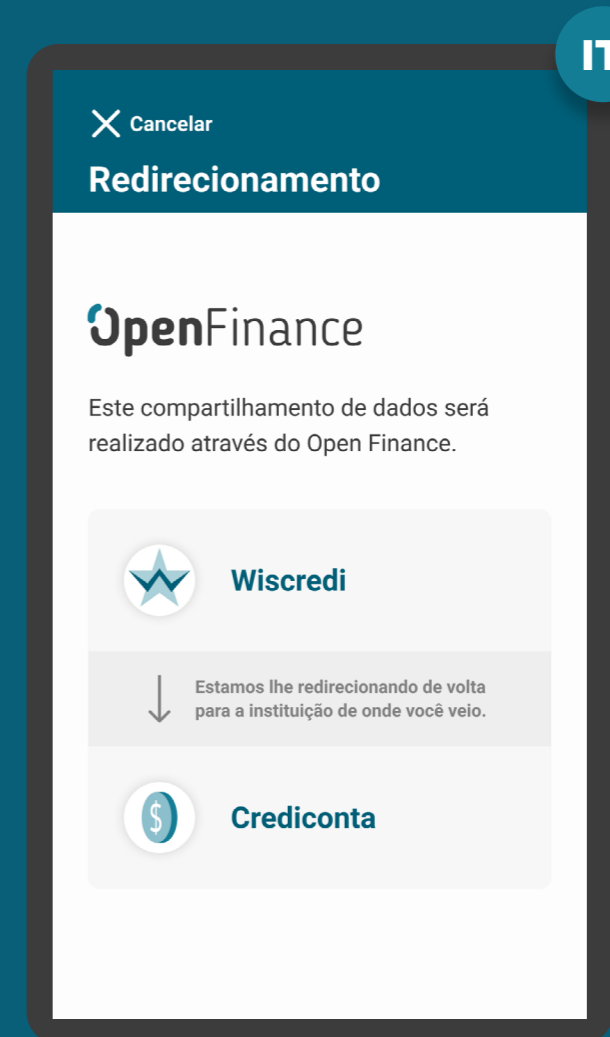 IT
Cancelar
Redirecionamento
OpenFinance
Este compartilhamento de dados será
realizado através do Open Finance.
Wiscredi
Estamos lhe redirecionando de volta
para a instituição de onde você veio.
$
Crediconta